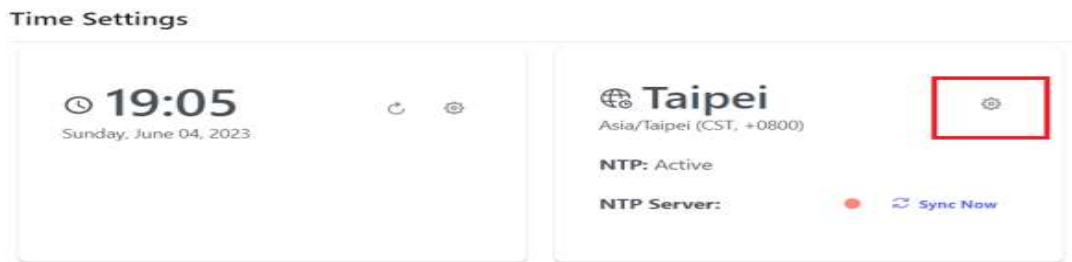 Time Settings
19:05
Sunday, June 04, 2023
Taipei
Asia/Taipei (CST, +0800)
NTP: Active
NTP Server:
Sync Now